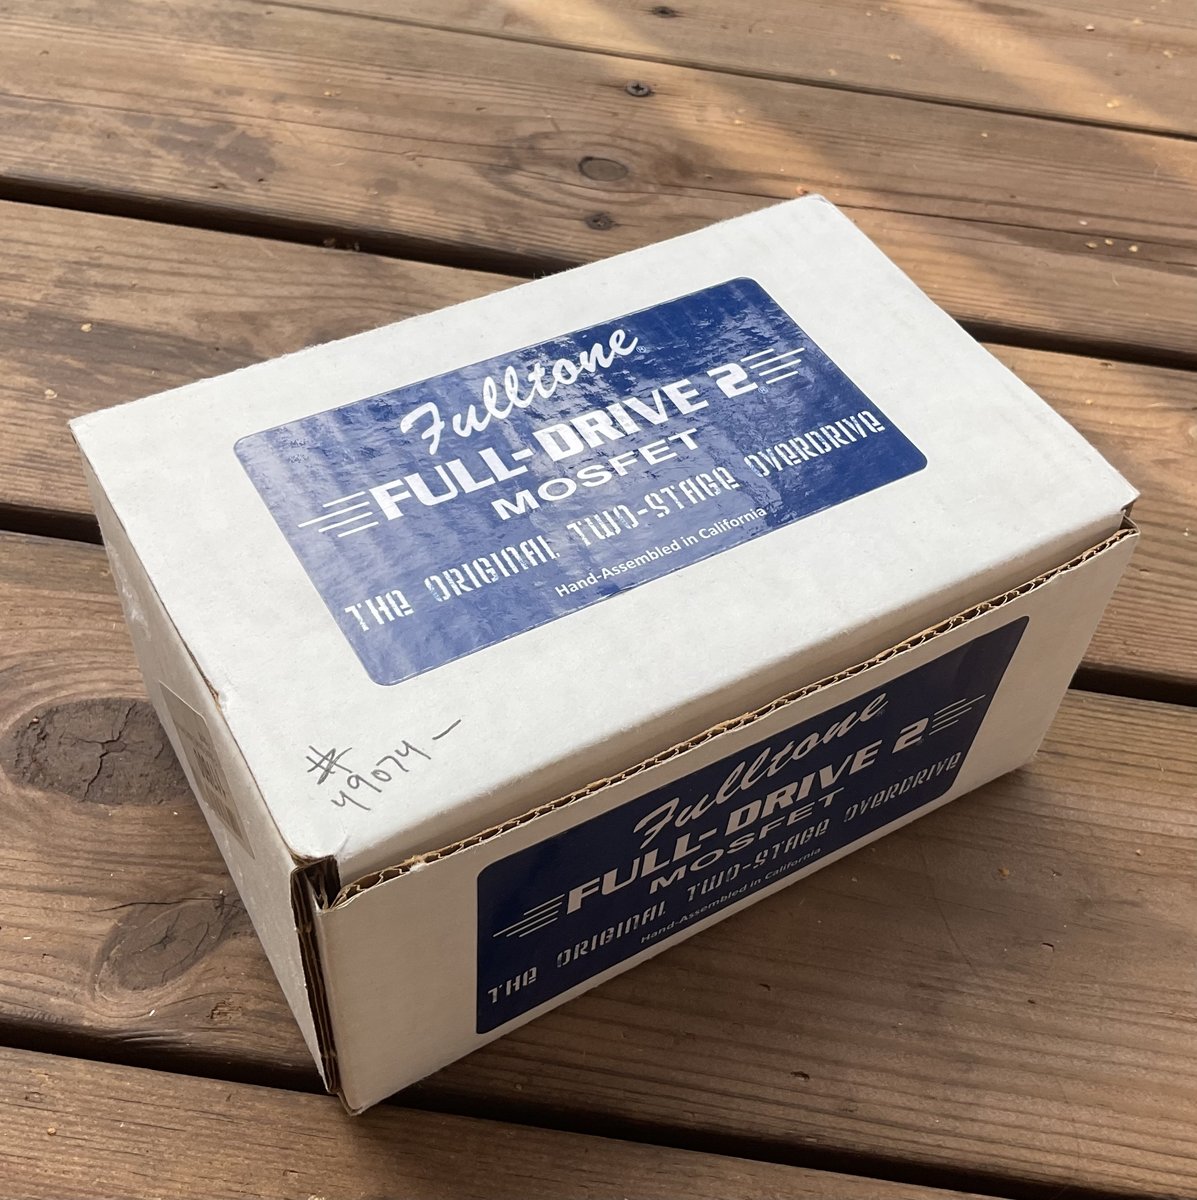 Fulltone®
FULL-DRIVE 2
MOSFET
THE ORIGINAL TWO-STAGE OVERDRIVE
Hand-Assembled in California
#
49074-
Fulltone
FULL-DRIVE 2
MOSFET
THE ORIGINAL TWO-STAGE OVERDRIVE
Hand-Assembled in California